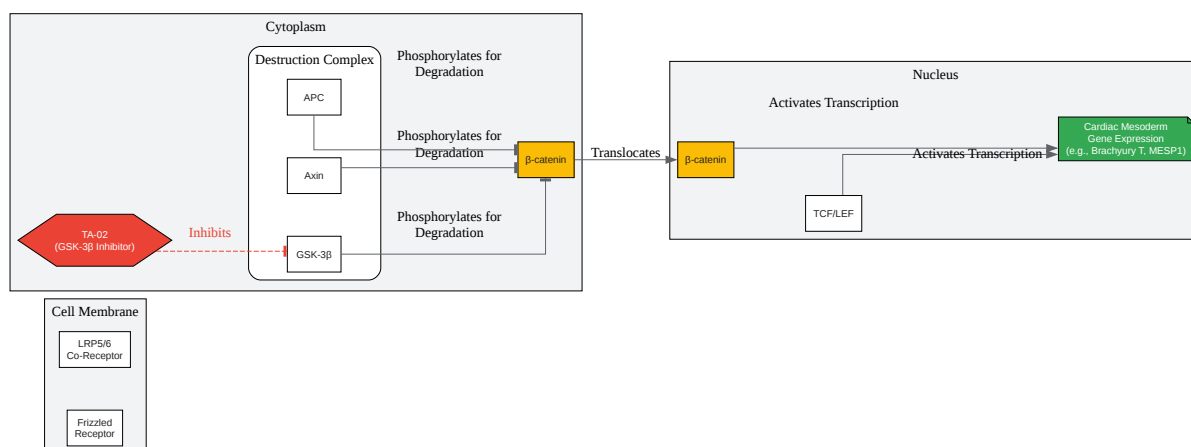 Cytoplasm
Destruction Complex
APC
Axin
GSK-3β
Phosphorylates for
Degradation
Phosphorylates for
Degradation
Phosphorylates for
Degradation
TA-02
(GSK-3β Inhibitor)
Inhibits
β-catenin
Translocates
Nucleus
Activates Transcription
β-catenin
Activates Transcription
TCF/LEF
Cardiac Mesoderm
Gene Expression
(e.g., Brachyury T, MESP1)
Cell Membrane
LRP5/6
Co-Receptor
Frizzled
Receptor